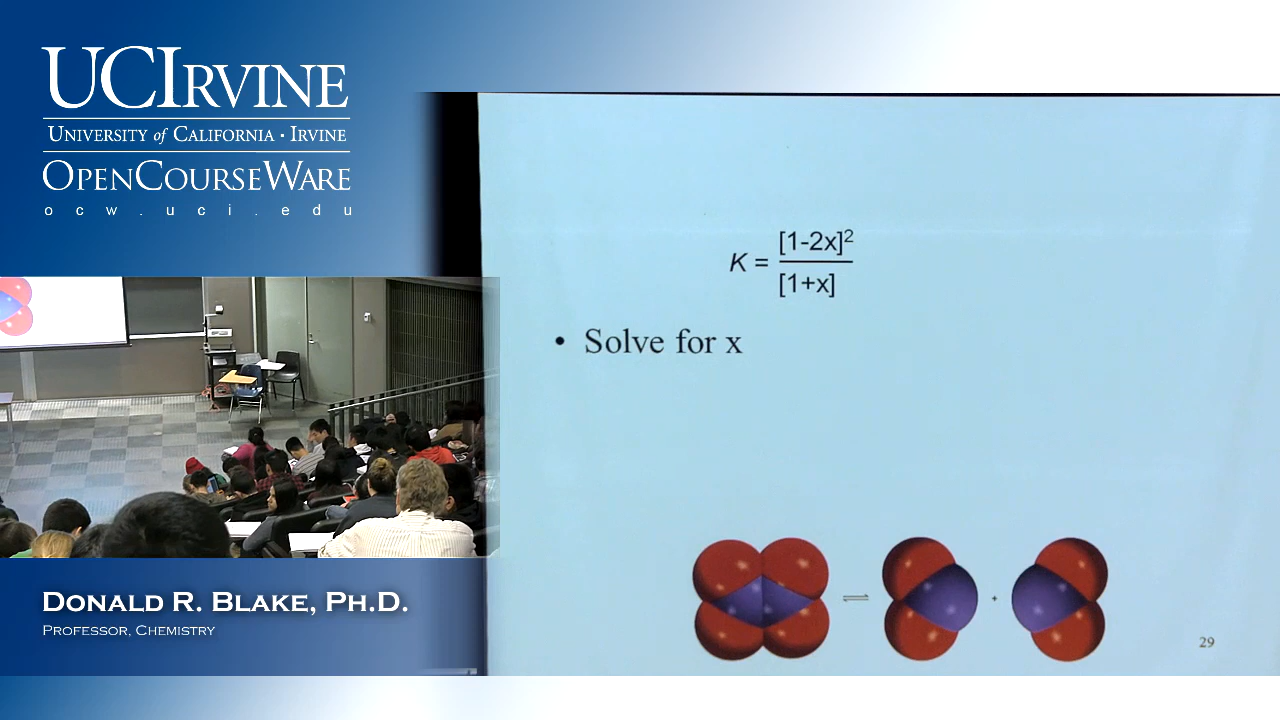 UCIRVINE
UNIVERSITY of CALIFORNIA · IRVINE
OPENCOURSEWARE
ocw.uci.edu
K = [1-2x]²
[1+x]
• Solve for x
+
29
DONALD R. BLAKE, PH.D.
PROFESSOR, CHEMISTRY